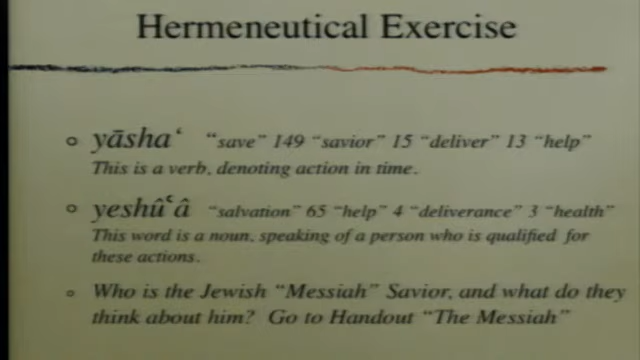 Hermeneutical Exercise
yāshaʿ “save” 149 “savior” 15 “deliver” 13 “help”
This is a verb, denoting action in time.
yeshûʿâ “salvation” 65 “help” 4 “deliverance” 3 “health”
This word is a noun, speaking of a person who is qualified for
these actions.
Who is the Jewish “Messiah” Savior, and what do they
think about him? Go to Handout “The Messiah”